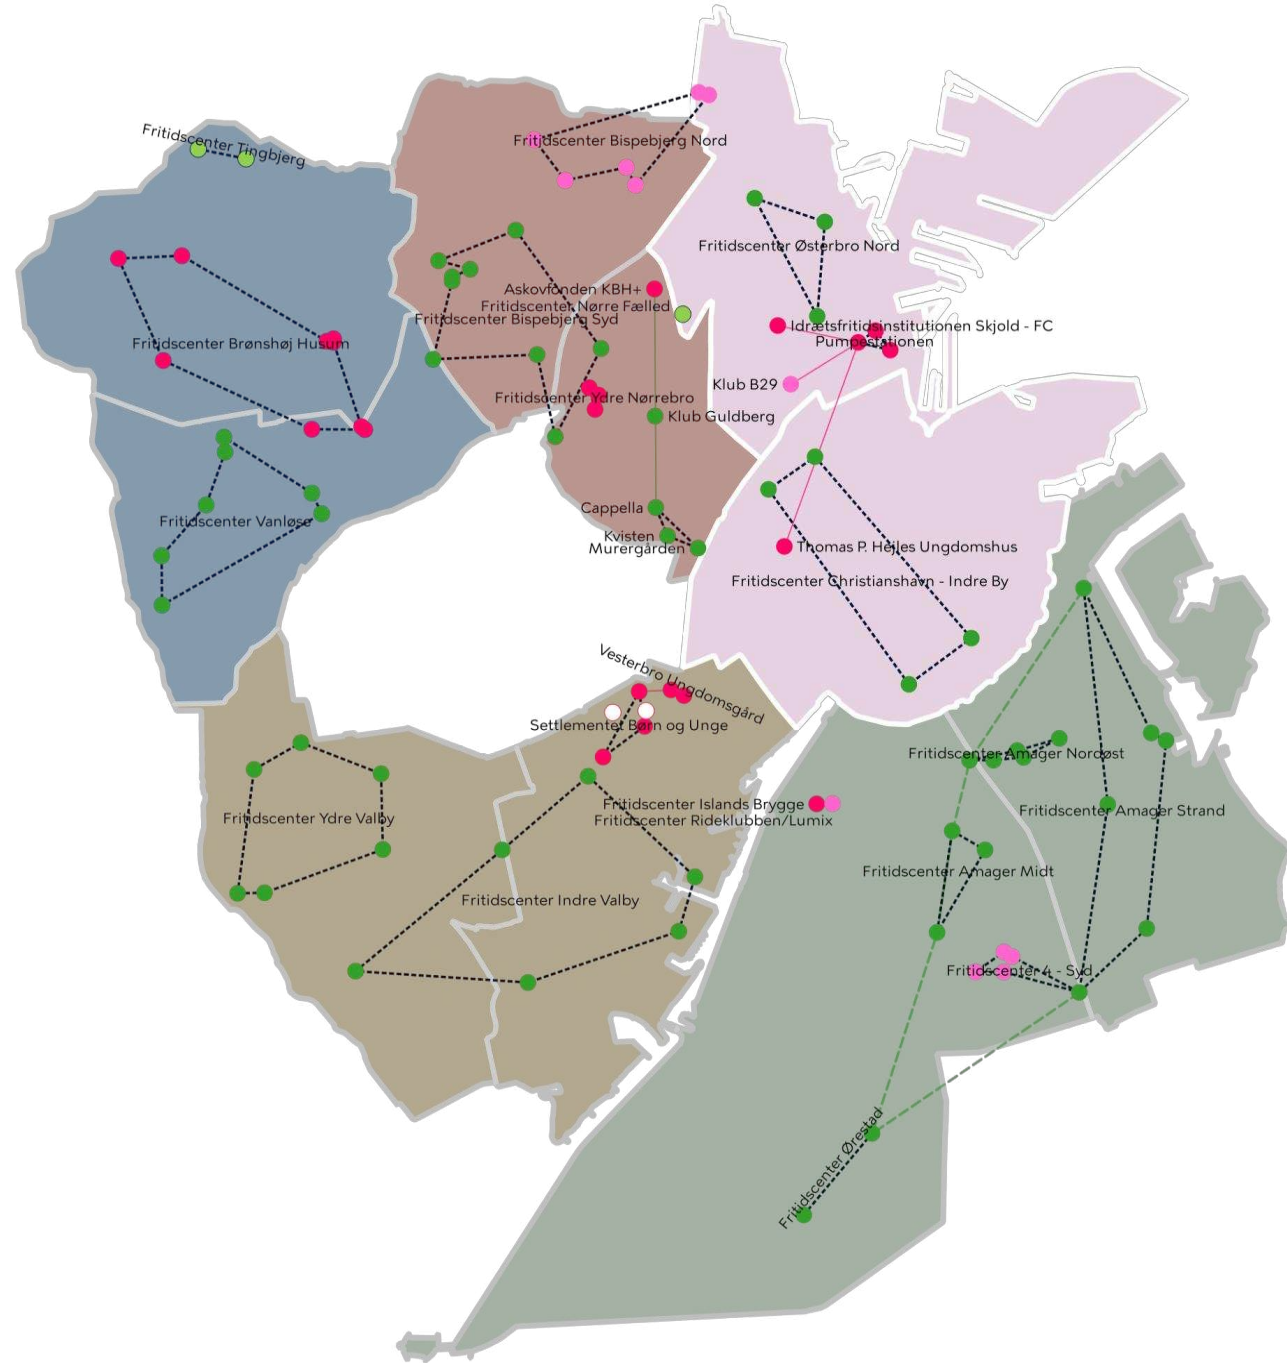 Fritidscenter Tingbjerg
Fritidscenter Bispebjerg Nord
Fritidscenter Østerbro Nord
Askovfonden KBH+
Fritidscenter Nørre Fælled
Fritidscenter Bispebjerg Syd
Idrætsfritidsinstitutionen Skjold - FC
Pumpestationen
Fritidscenter Brønshøj Husum
Klub B29
Fritidscenter Ydre Nørrebro
Klub Guldberg
Cappella
Fritidscenter Vanløse
Kvisten
Murergården
Thomas P. Hejles Ungdomshus
Fritidscenter Christianshavn - Indre By
Vesterbro Ungdomsgård
Settlementet Børn og Unge
Fritidscenter Amager Nordøst
Fritidscenter Islands Brygge
Fritidscenter Amager Strand
Fritidscenter Ydre Valby
Fritidscenter Rideklubben/Lumix
Fritidscenter Amager Midt
Fritidscenter Indre Valby
Fritidscenter 4 - Syd
Fritidscenter Ørestad